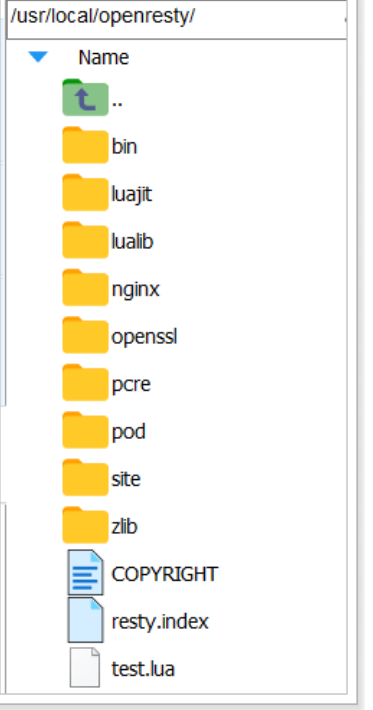 /usr/local/openresty/
Name
..
bin
luajit
lualib
nginx
openssl
pcre
pod
site
zlib
COPYRIGHT
resty.index
test.lua